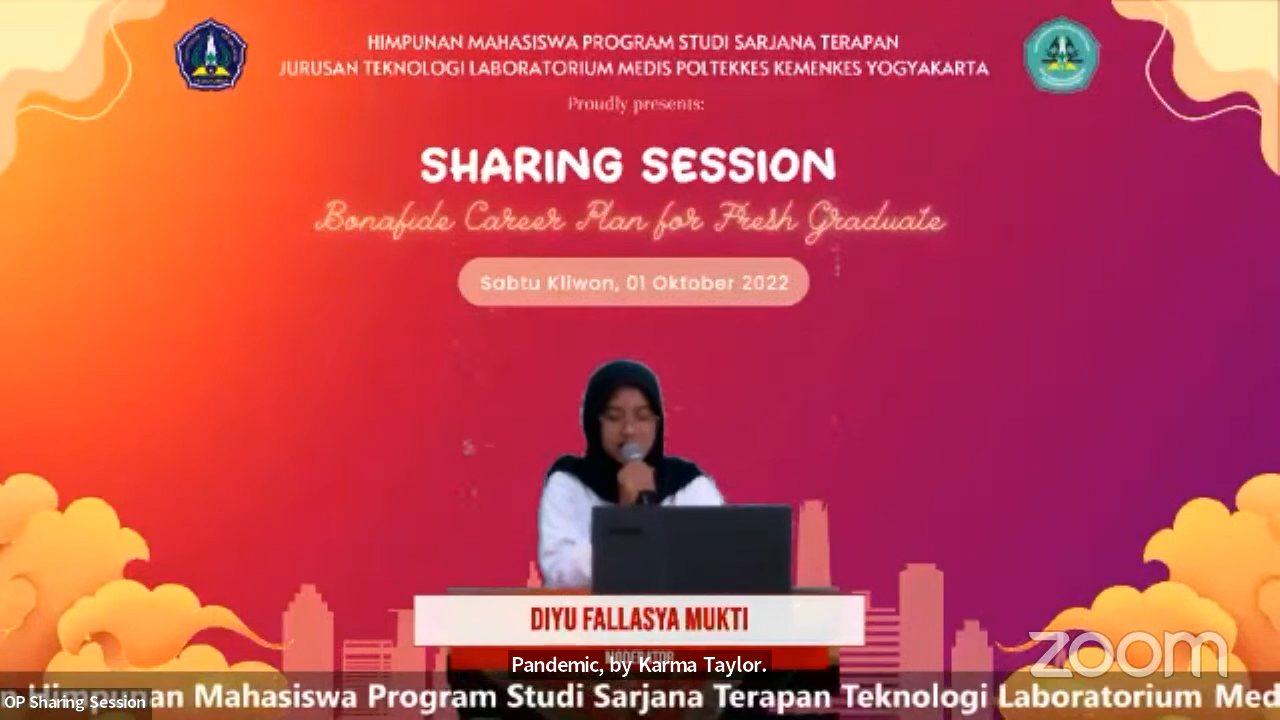 HIMPUNAN MAHASISWA PROGRAM STUDI SARJANA TERAPAN
JURUSAN TEKNOLOGI LABORATORIUM MEDIS POLTEKKES KEMENKES YOGYAKARTA
Proudly presents:
SHARING SESSION
Bonafide Career Plan for Fresh Graduate
Sabtu Kliwon, 01 Oktober 2022
DIYU FALLASYA MUKTI
MODERATOR
Pandemic, by Karma Taylor.
zoom
Himpunan Mahasiswa Program Studi Sarjana Terapan Teknologi Laboratorium Med
OP Sharing Session